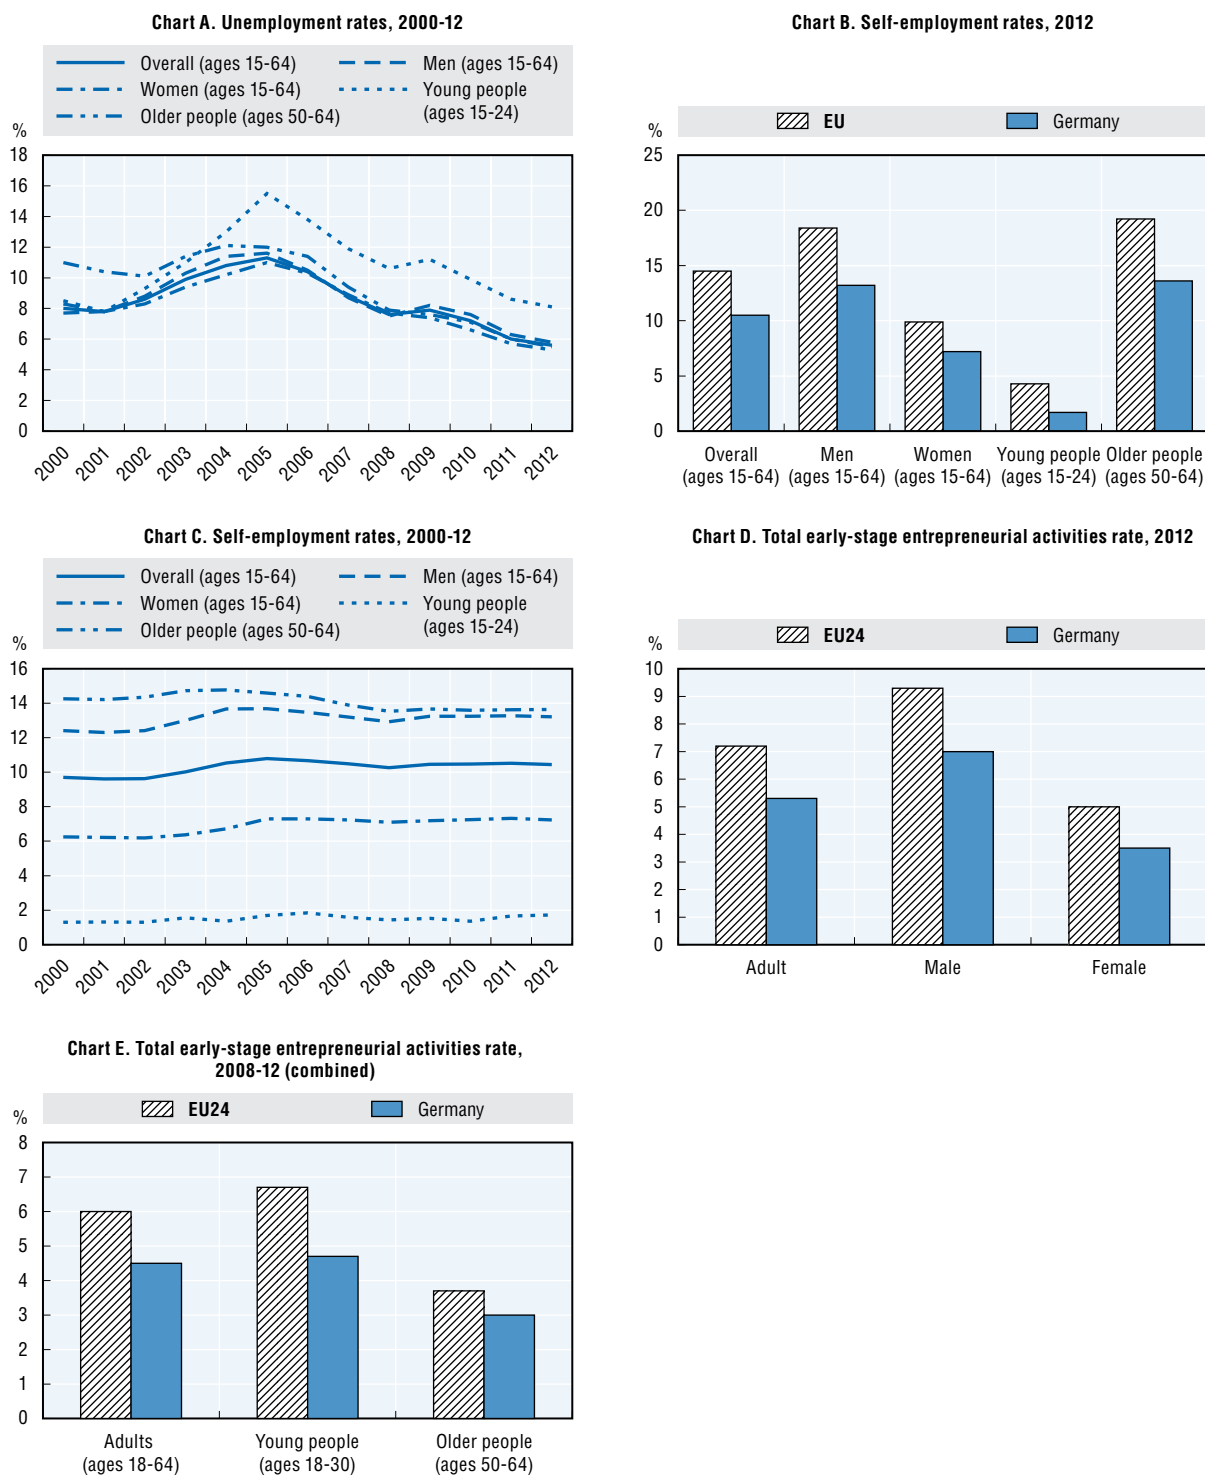 Chart A. Unemployment rates, 2000-12
Overall (ages 15-64)
Men (ages 15-64)
Women (ages 15-64)
Young people
(ages 15-24)
Older people (ages 50-64)
%
18
16
14
12
10
8
6
4
2
0
2000
2001
2002
2003
2004
2005
2006
2007
2008
2009
2010
2011
2012
Chart B. Self-employment rates, 2012
EU
Germany
%
25
20
15
10
5
0
Overall
(ages 15-64)
Men
(ages 15-64)
Women
(ages 15-64)
Young people
(ages 15-24)
Older people
(ages 50-64)
Chart C. Self-employment rates, 2000-12
Overall (ages 15-64)
Men (ages 15-64)
Women (ages 15-64)
Young people
(ages 15-24)
Older people (ages 50-64)
%
16
14
12
10
8
6
4
2
0
2000
2001
2002
2003
2004
2005
2006
2007
2008
2009
2010
2011
2012
Chart D. Total early-stage entrepreneurial activities rate, 2012
EU24
Germany
%
10
9
8
7
6
5
4
3
2
1
0
Adult
Male
Female
Chart E. Total early-stage entrepreneurial activities rate,
2008-12 (combined)
EU24
Germany
%
8
7
6
5
4
3
2
1
0
Adults
(ages 18-64)
Young people
(ages 18-30)
Older people
(ages 50-64)